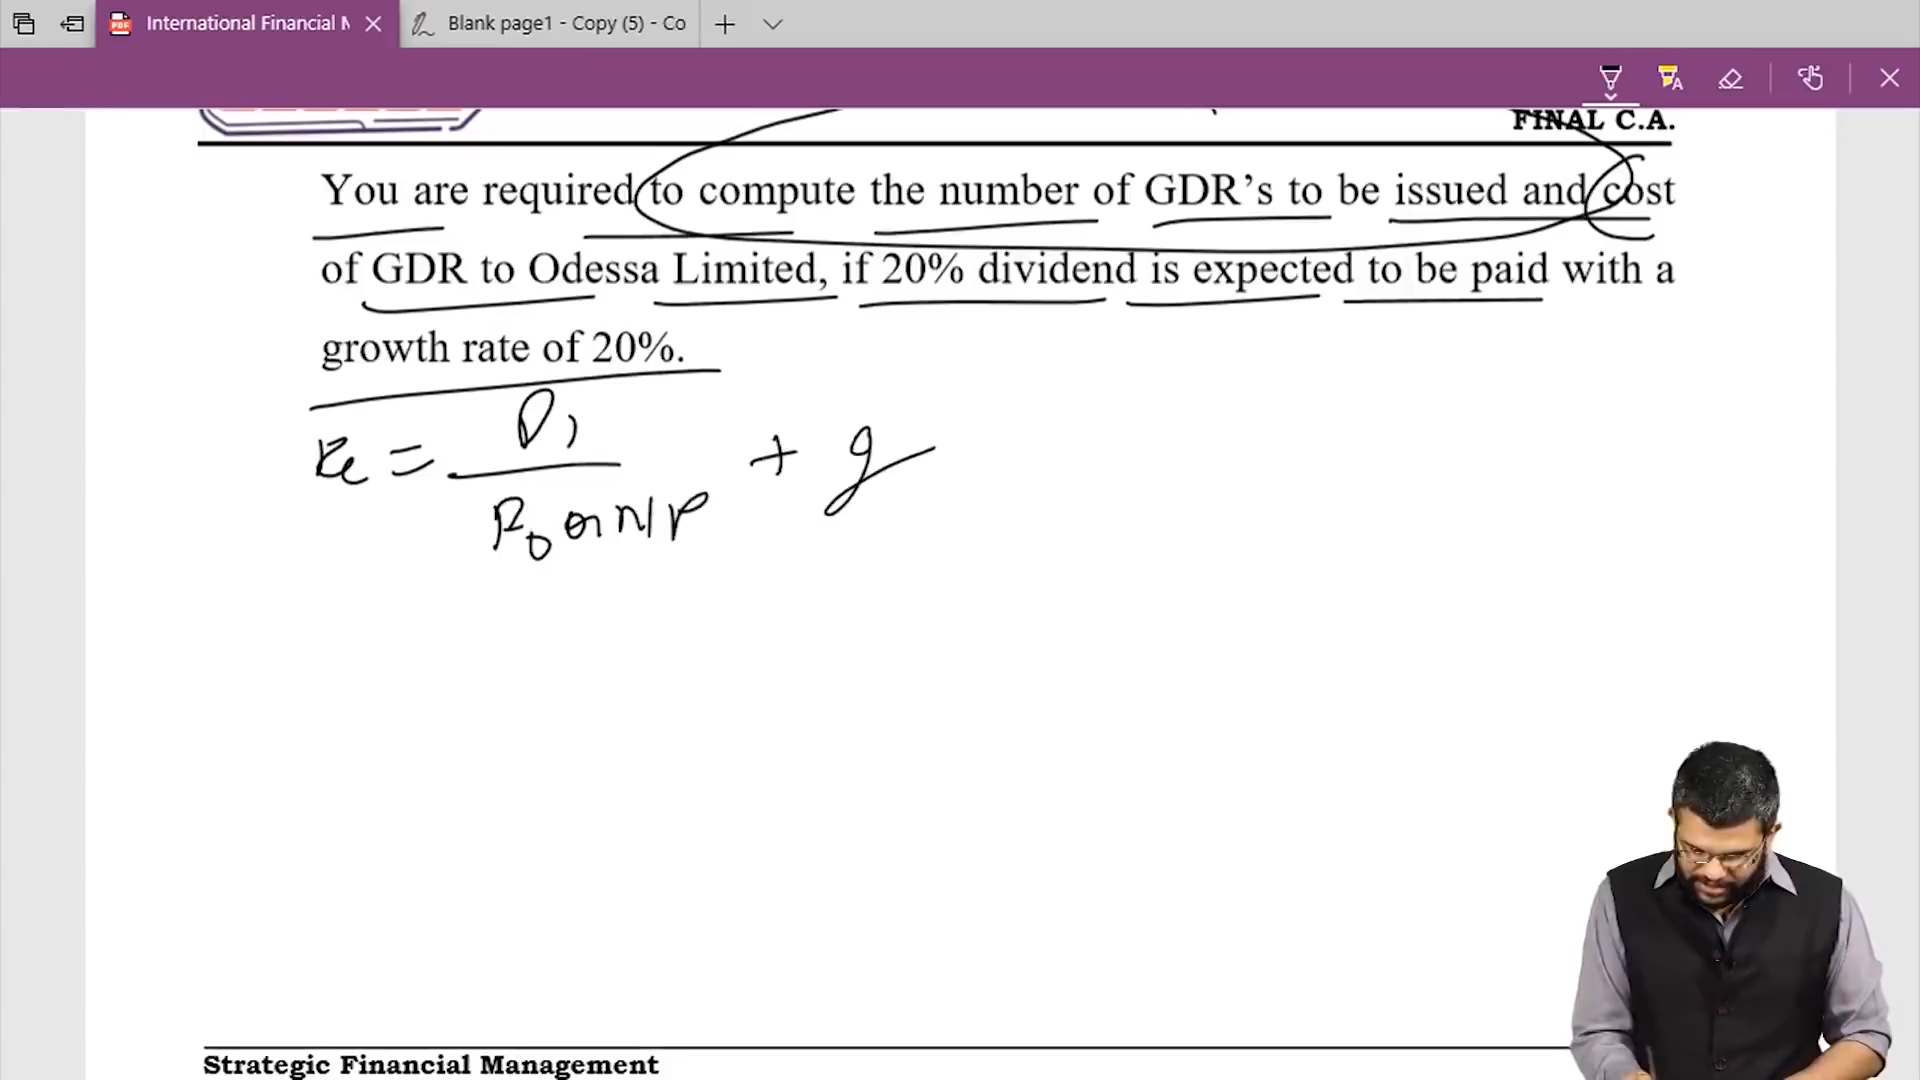 International Financial M
Blank page1 - Copy (5) - Co
FINAL C.A.
You are required to compute the number of GDR's to be issued and cost
of GDR to Odessa Limited, if 20% dividend is expected to be paid with a
growth rate of 20%.
Ke = D1 / P0 or N/P + g
Strategic Financial Management